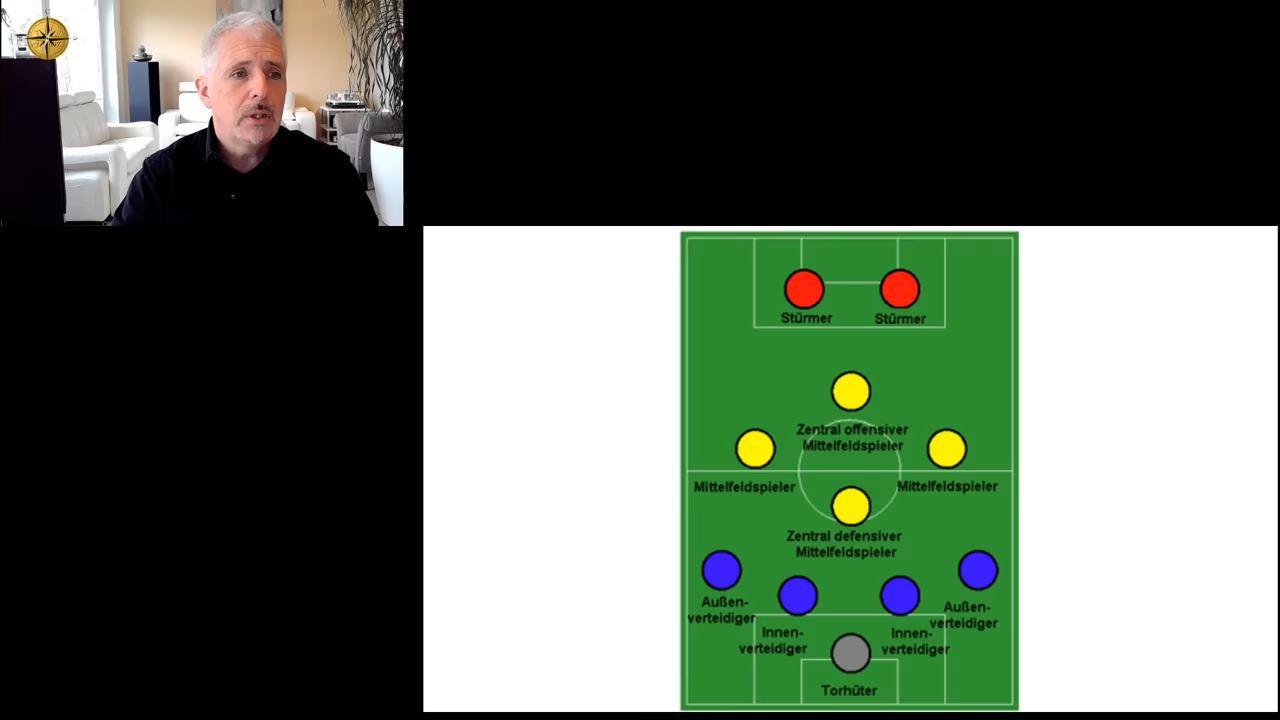 Stürmer
Stürmer
Zentral offensiver
Mittelfeldspieler
Mittelfeldspieler
Mittelfeldspieler
Zentral defensiver
Mittelfeldspieler
Außen-
verteidiger
Innen-
verteidiger
Innen-
verteidiger
Außen-
verteidiger
Torhüter